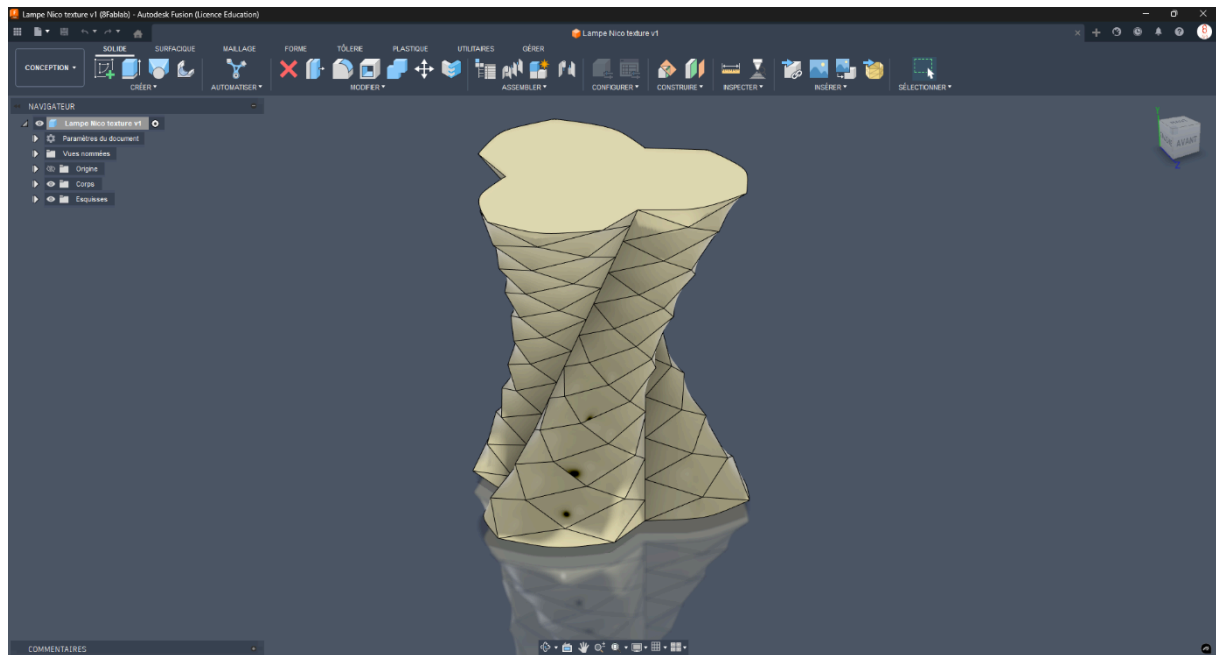 Lampe Nico texture v1 (8Fablab) - Autodesk Fusion (Licence Education)
Lampe Nico texture v1
8
SOLIDE SURFACIQUE MAILLAGE FORME TÔLERIE PLASTIQUE UTILITAIRES GÉRER
CONCEPTION
CRÉER AUTOMATISER MODIFIER ASSEMBLER CONFIGURER CONSTRUIRE INSPECTER INSÉRER SÉLECTIONNER
NAVIGATEUR
Lampe Nico texture v1
Paramètres du document
Vues nommées
Origine
Corps
Esquisses
Y
AVANT
Z
COMMENTAIRES